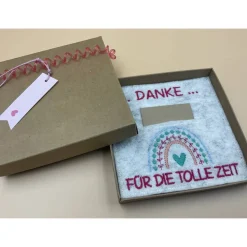 ... DANKE ...
FÜR DIE TOLLE ZEIT